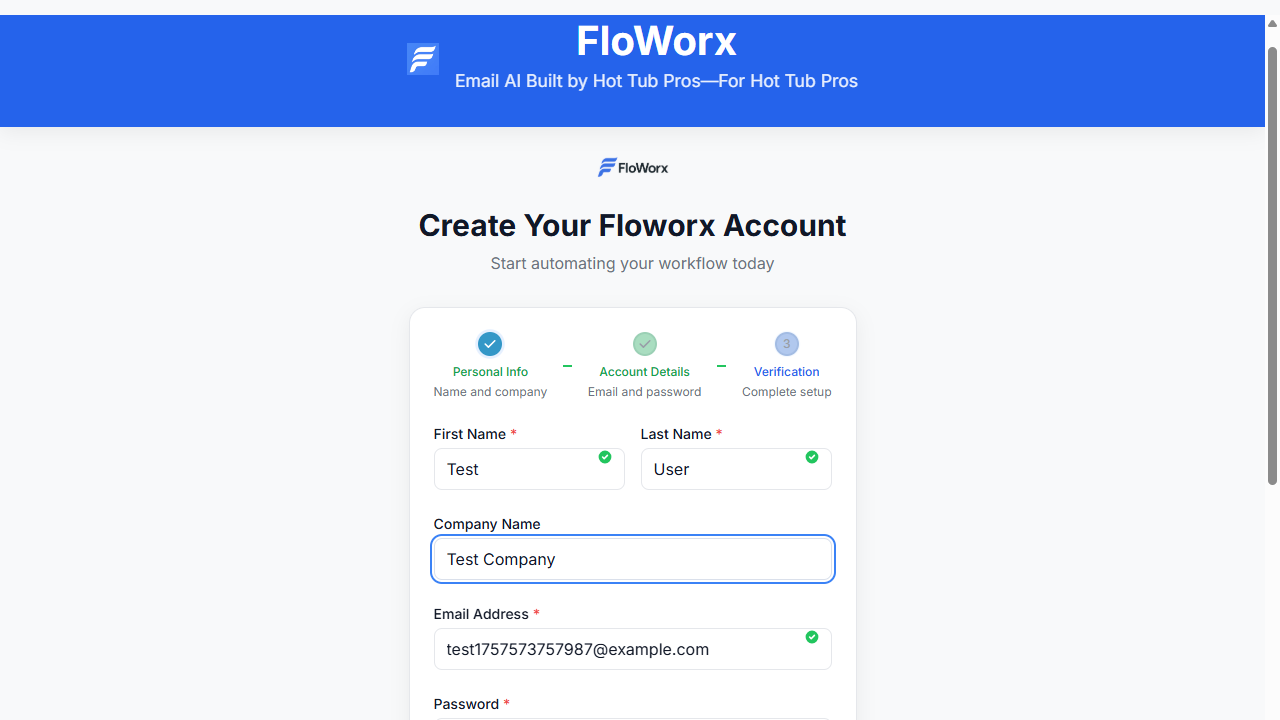 FloWorx
Email AI Built by Hot Tub Pros—For Hot Tub Pros
FloWorx
Create Your Floworx Account
Start automating your workflow today
3
Personal Info
Account Details
Verification
Name and company
Email and password
Complete setup
First Name *
Last Name *
Test
User
Company Name
Test Company
Email Address *
test1757573757987@example.com
Password *